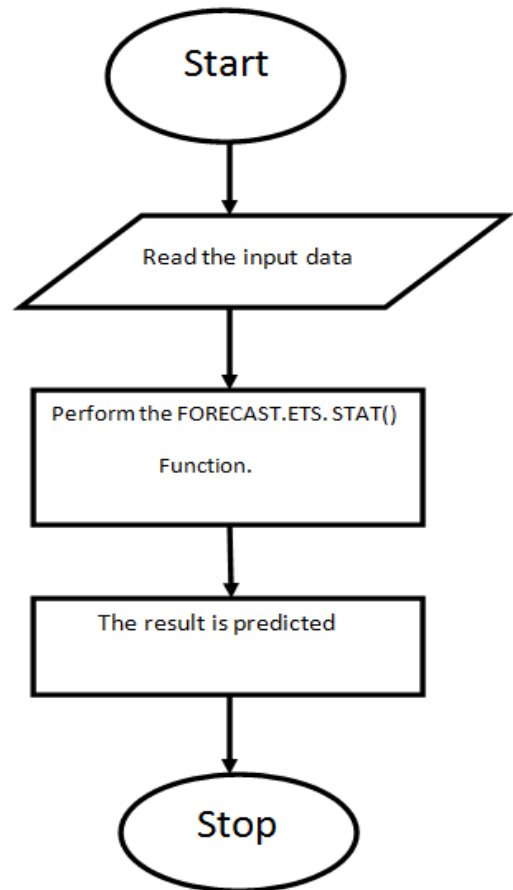 Start
Read the input data
Perform the FORECAST.ETS. STAT()
Function.
The result is predicted
Stop